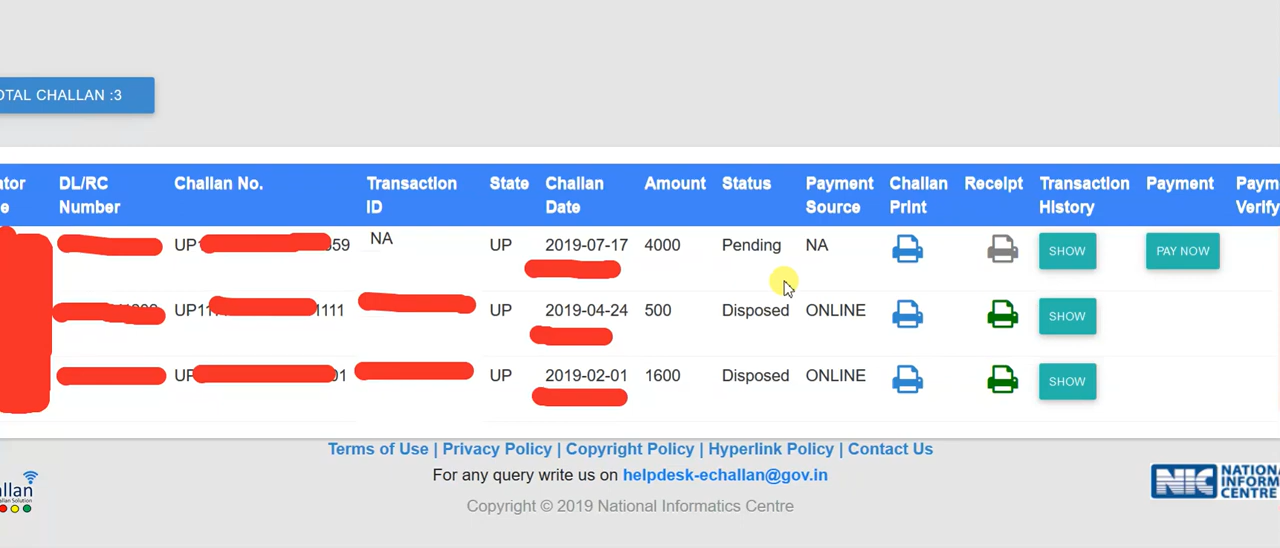 OTAL CHALLAN :3
ator DL/RC Challan No. Transaction State Challan Amount Status Payment Challan Receipt Transaction Payment Paym
e Number ID Date Source Print History Verify
UP 59 NA UP 2019-07-17 4000 Pending NA SHOW PAY NOW
UP11 1111 UP 2019-04-24 500 Disposed ONLINE SHOW
UP 01 UP 2019-02-01 1600 Disposed ONLINE SHOW
Terms of Use | Privacy Policy | Copyright Policy | Hyperlink Policy | Contact Us
For any query write us on helpdesk-echallan@gov.in
Copyright © 2019 National Informatics Centre
allan
NIC NATIONA
INFORM
CENTRE